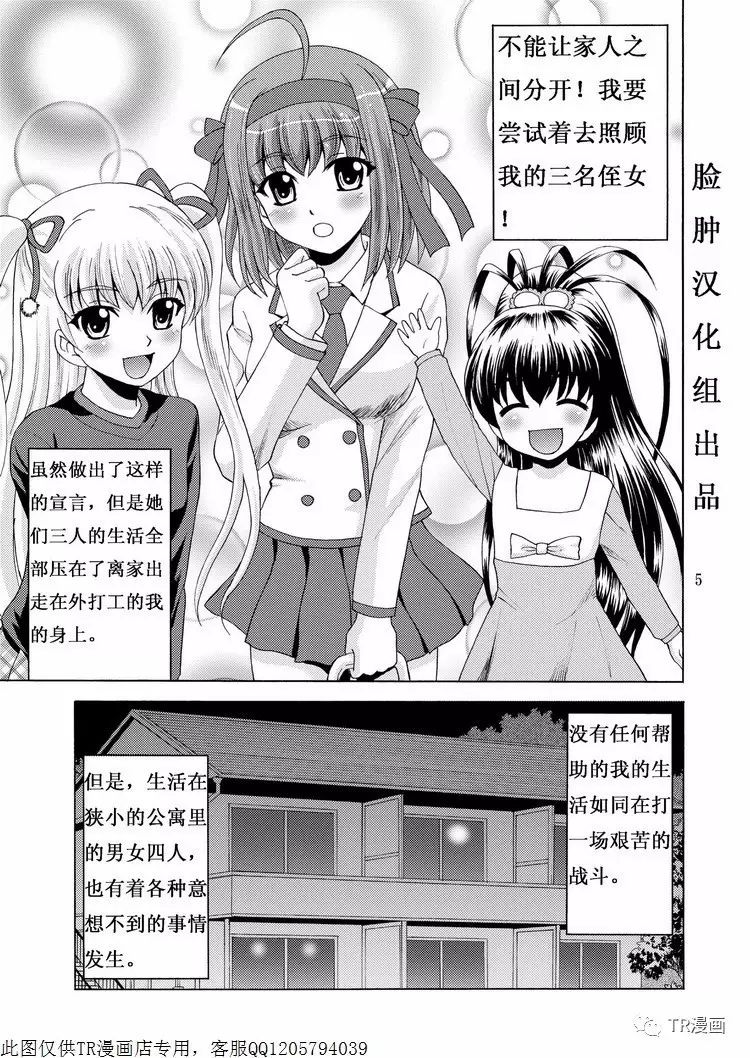 不能让家人之
间分开！我要
尝试着去照顾
我的三名侄女
！
脸肿汉化组出品
5
虽然做出了这样
的宣言，但是她
们三人的生活全
部压在了离家出
走在外打工的我
的身上。
没有任何帮
助的我的生
活如同在打
一场艰苦的
战斗。
但是，生活在
狭小的公寓里
的男女四人，
也有着各种意
想不到的事情
发生。
TR漫画
此图仅供TR漫画店专用，客服QQ1205794039